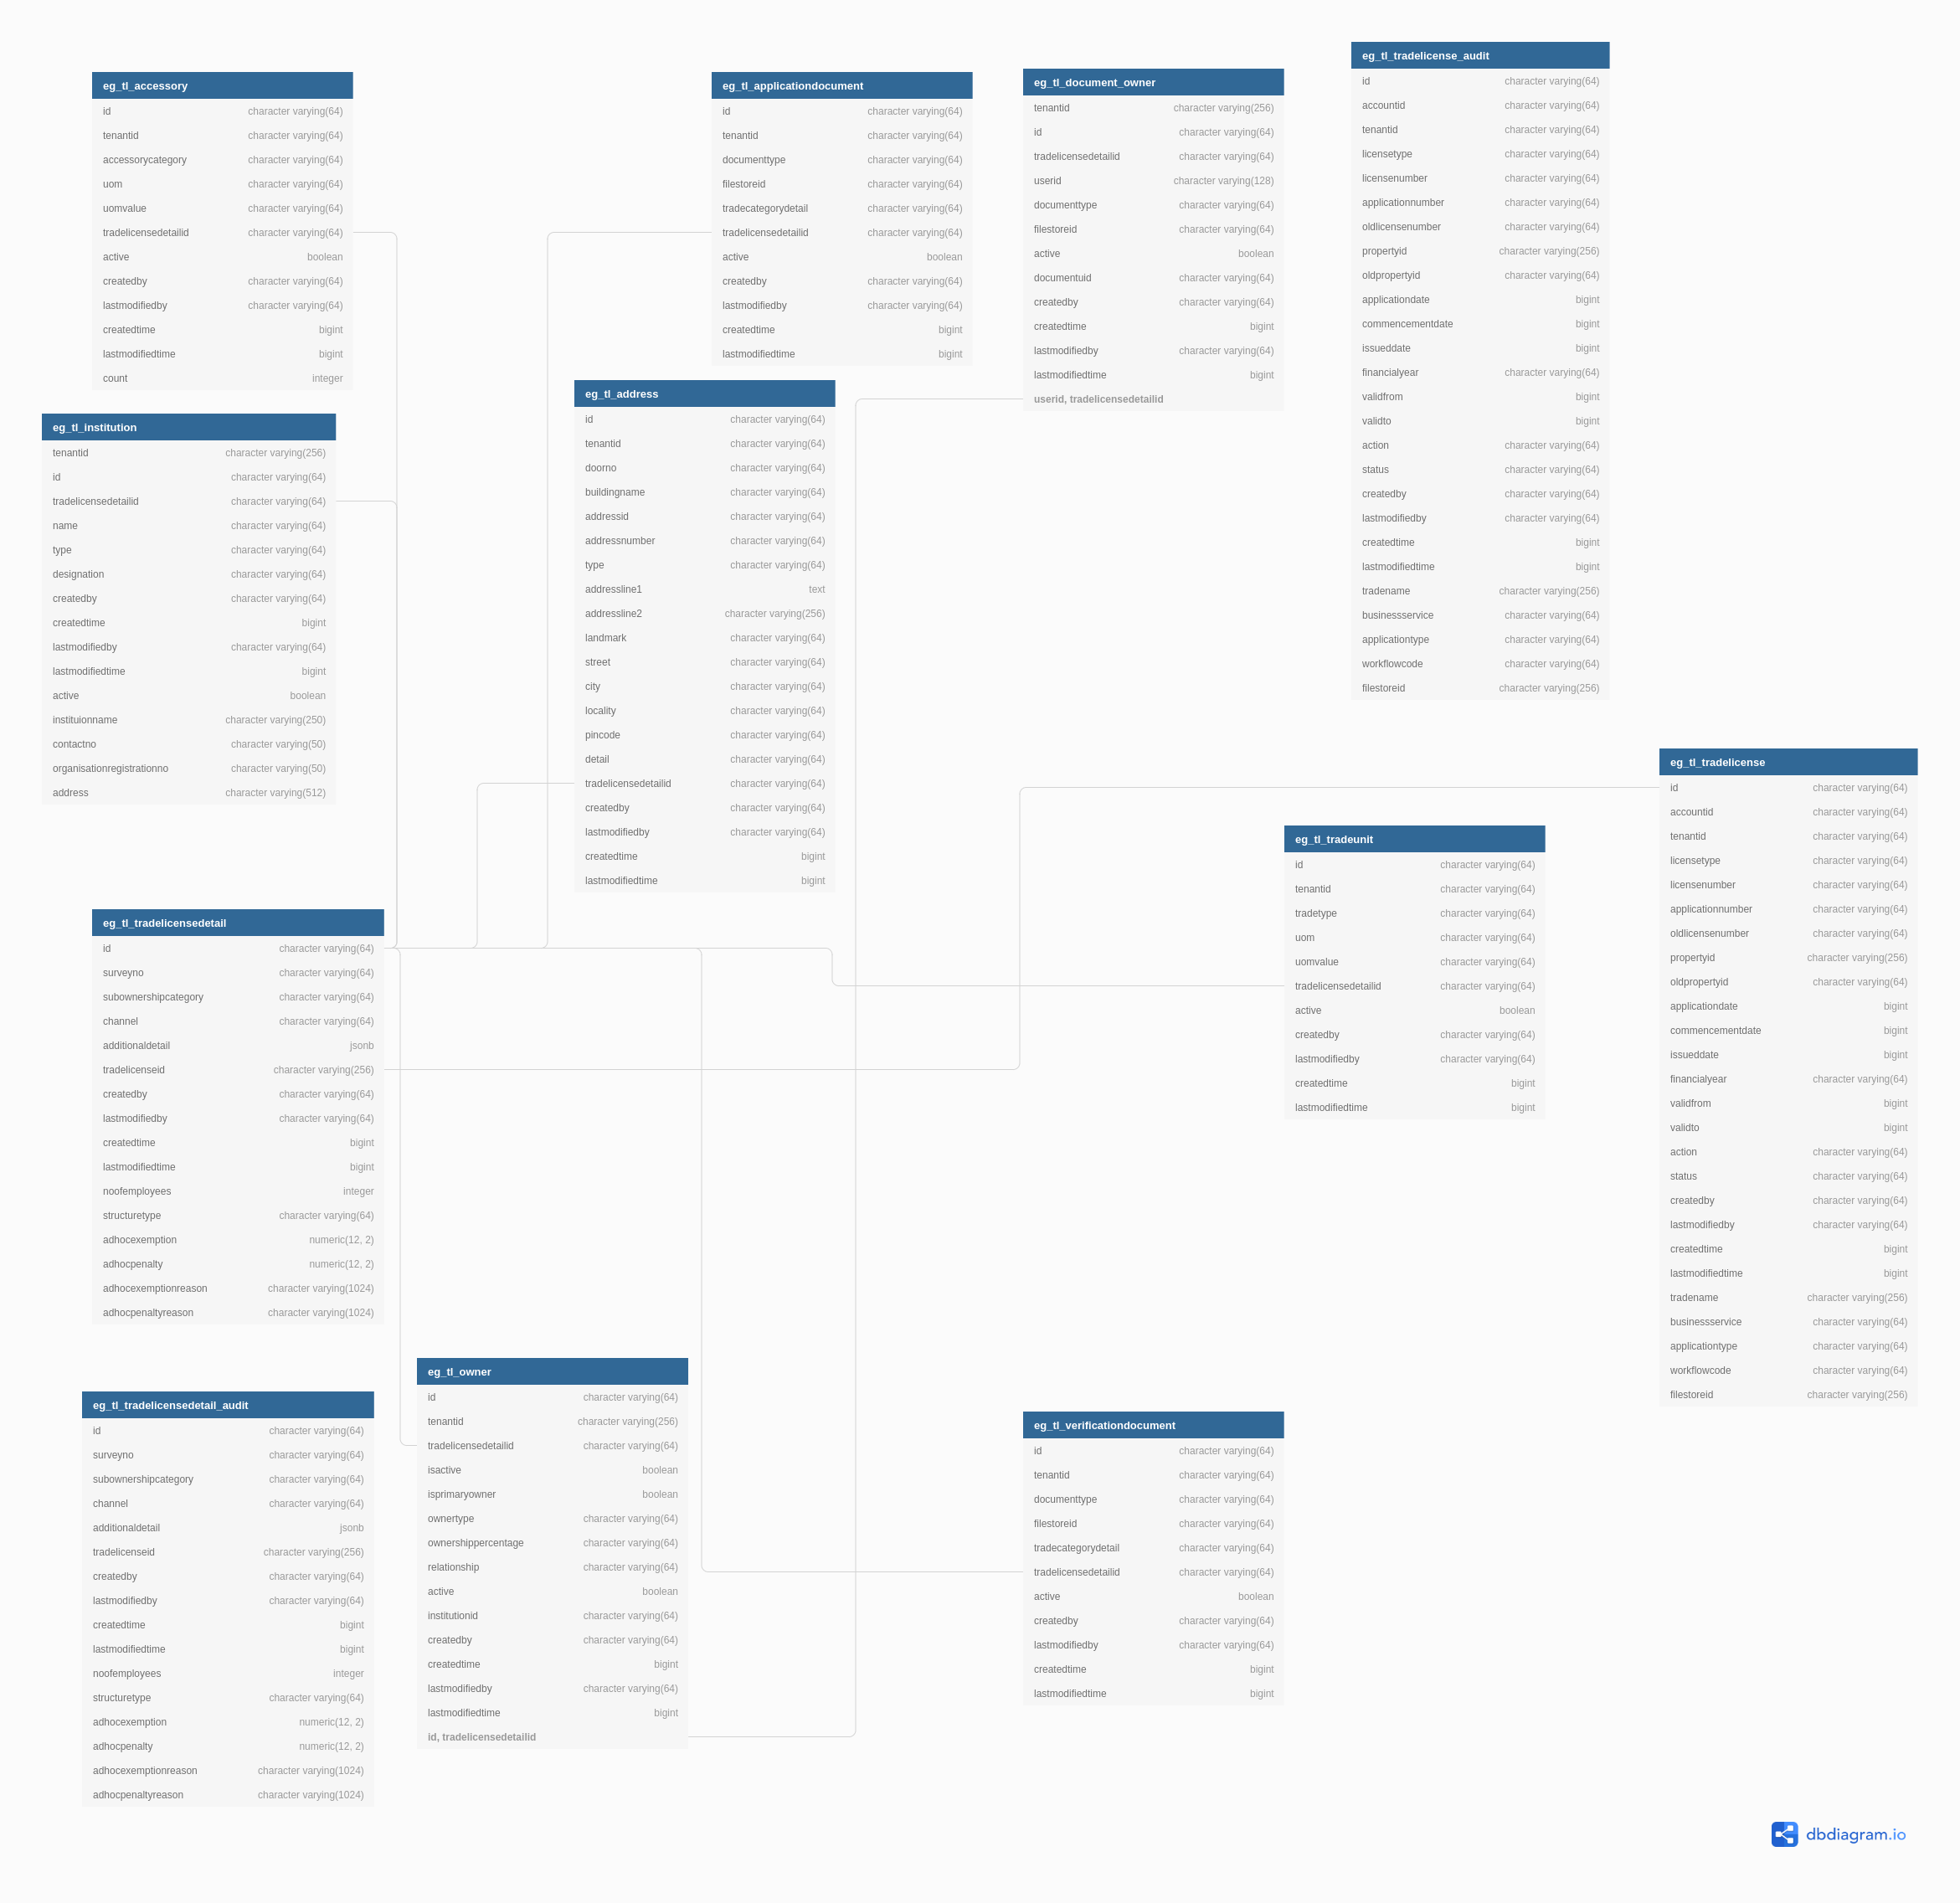 eg_tl_accessory
id character varying(64)
tenantid character varying(64)
accessorycategory character varying(64)
uom character varying(64)
uomvalue character varying(64)
tradelicensedetailid character varying(64)
active boolean
createdby character varying(64)
lastmodifiedby character varying(64)
createdtime bigint
lastmodifiedtime bigint
count integer
eg_tl_institution
tenantid character varying(256)
id character varying(64)
tradelicensedetailid character varying(64)
name character varying(64)
type character varying(64)
designation character varying(64)
createdby character varying(64)
createdtime bigint
lastmodifiedby character varying(64)
lastmodifiedtime bigint
active boolean
instituionname character varying(250)
contactno character varying(50)
organisationregistrationno character varying(50)
address character varying(512)
eg_tl_tradelicensedetail
id character varying(64)
surveyno character varying(64)
subownershipcategory character varying(64)
channel character varying(64)
additionaldetail jsonb
tradelicenseid character varying(256)
createdby character varying(64)
lastmodifiedby character varying(64)
createdtime bigint
lastmodifiedtime bigint
noofemployees integer
structuretype character varying(64)
adhocexemption numeric(12, 2)
adhocpenalty numeric(12, 2)
adhocexemptionreason character varying(1024)
adhocpenaltyreason character varying(1024)
eg_tl_tradelicensedetail_audit
id character varying(64)
surveyno character varying(64)
subownershipcategory character varying(64)
channel character varying(64)
additionaldetail jsonb
tradelicenseid character varying(256)
createdby character varying(64)
lastmodifiedby character varying(64)
createdtime bigint
lastmodifiedtime bigint
noofemployees integer
structuretype character varying(64)
adhocexemption numeric(12, 2)
adhocpenalty numeric(12, 2)
adhocexemptionreason character varying(1024)
adhocpenaltyreason character varying(1024)
eg_tl_applicationdocument
id character varying(64)
tenantid character varying(64)
documenttype character varying(64)
filestoreid character varying(64)
tradecategorydetail character varying(64)
tradelicensedetailid character varying(64)
active boolean
createdby character varying(64)
lastmodifiedby character varying(64)
createdtime bigint
lastmodifiedtime bigint
eg_tl_address
id character varying(64)
tenantid character varying(64)
doorno character varying(64)
buildingname character varying(64)
addressid character varying(64)
addressnumber character varying(64)
type character varying(64)
addressline1 text
addressline2 character varying(256)
landmark character varying(64)
street character varying(64)
city character varying(64)
locality character varying(64)
pincode character varying(64)
detail character varying(64)
tradelicensedetailid character varying(64)
createdby character varying(64)
lastmodifiedby character varying(64)
createdtime bigint
lastmodifiedtime bigint
eg_tl_owner
id character varying(64)
tenantid character varying(256)
tradelicensedetailid character varying(64)
isactive boolean
isprimaryowner boolean
ownertype character varying(64)
ownershippercentage character varying(64)
relationship character varying(64)
active boolean
institutionid character varying(64)
createdby character varying(64)
createdtime bigint
lastmodifiedby character varying(64)
lastmodifiedtime bigint
id, tradelicensedetailid
eg_tl_document_owner
tenantid character varying(256)
id character varying(64)
tradelicensedetailid character varying(64)
userid character varying(128)
documenttype character varying(64)
filestoreid character varying(64)
active boolean
documentuid character varying(64)
createdby character varying(64)
createdtime bigint
lastmodifiedby character varying(64)
lastmodifiedtime bigint
userid, tradelicensedetailid
eg_tl_verificationdocument
id character varying(64)
tenantid character varying(64)
documenttype character varying(64)
filestoreid character varying(64)
tradecategorydetail character varying(64)
tradelicensedetailid character varying(64)
active boolean
createdby character varying(64)
lastmodifiedby character varying(64)
createdtime bigint
lastmodifiedtime bigint
eg_tl_tradelicense_audit
id character varying(64)
accountid character varying(64)
tenantid character varying(64)
licensetype character varying(64)
licensenumber character varying(64)
applicationnumber character varying(64)
oldlicensenumber character varying(64)
propertyid character varying(256)
oldpropertyid character varying(64)
applicationdate bigint
commencementdate bigint
issueddate bigint
financialyear character varying(64)
validfrom bigint
validto bigint
action character varying(64)
status character varying(64)
createdby character varying(64)
lastmodifiedby character varying(64)
createdtime bigint
lastmodifiedtime bigint
tradename character varying(256)
businessservice character varying(64)
applicationtype character varying(64)
workflowcode character varying(64)
filestoreid character varying(256)
eg_tl_tradeunit
id character varying(64)
tenantid character varying(64)
tradetype character varying(64)
uom character varying(64)
uomvalue character varying(64)
tradelicensedetailid character varying(64)
active boolean
createdby character varying(64)
lastmodifiedby character varying(64)
createdtime bigint
lastmodifiedtime bigint
eg_tl_tradelicense
id character varying(64)
accountid character varying(64)
tenantid character varying(64)
licensetype character varying(64)
licensenumber character varying(64)
applicationnumber character varying(64)
oldlicensenumber character varying(64)
propertyid character varying(256)
oldpropertyid character varying(64)
applicationdate bigint
commencementdate bigint
issueddate bigint
financialyear character varying(64)
validfrom bigint
validto bigint
action character varying(64)
status character varying(64)
createdby character varying(64)
lastmodifiedby character varying(64)
createdtime bigint
lastmodifiedtime bigint
tradename character varying(256)
businessservice character varying(64)
applicationtype character varying(64)
workflowcode character varying(64)
filestoreid character varying(256)
dbdiagram.io